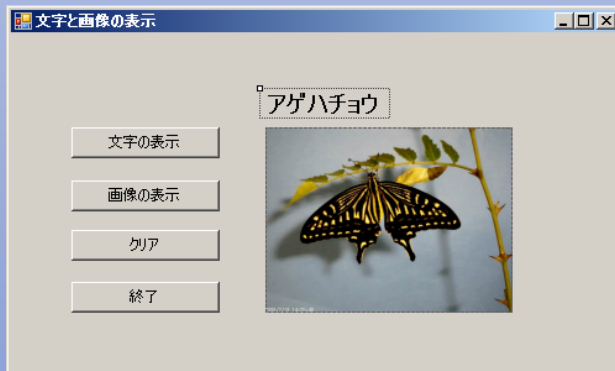 文字と画像の表示
アゲハチョウ
文字の表示
画像の表示
クリア
終了